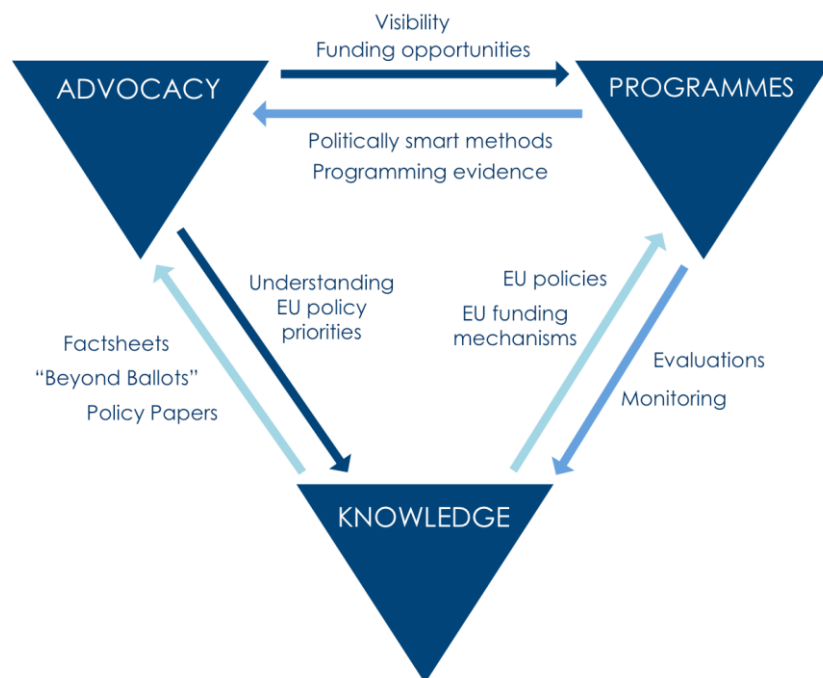 Visibility
Funding opportunities
ADVOCACY
PROGRAMMES
Politically smart methods
Programming evidence
Understanding
EU policy
priorities
EU policies
EU funding
mechanisms
Factsheets
“Beyond Ballots”
Policy Papers
Evaluations
Monitoring
KNOWLEDGE